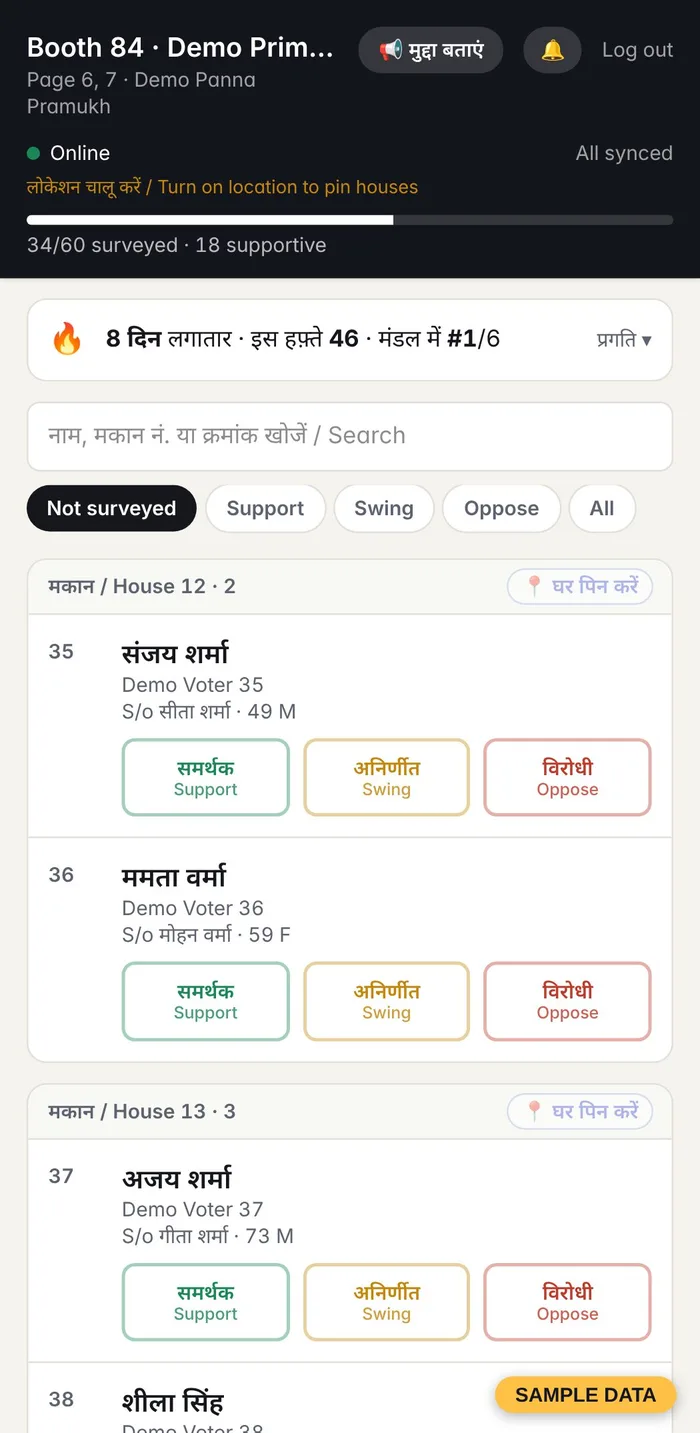 Booth 84 · Demo Prim... 📢 मुद्दा बताएं 🔔 Log out
Page 6, 7 · Demo Panna
Pramukh
Online All synced
लोकेशन चालू करें / Turn on location to pin houses
34/60 surveyed · 18 supportive
🔥 8 दिन लगातार · इस हफ़्ते 46 · मंडल में #1/6 प्रगति ▾
नाम, मकान नं. या क्रमांक खोजें / Search
Not surveyed Support Swing Oppose All
मकान / House 12 · 2 📍 घर पिन करें
35 संजय शर्मा
Demo Voter 35
S/o सीता शर्मा · 49 M
समर्थक अनिर्णीत विरोधी
Support Swing Oppose
36 ममता वर्मा
Demo Voter 36
S/o मोहन वर्मा · 59 F
समर्थक अनिर्णीत विरोधी
Support Swing Oppose
मकान / House 13 · 3 📍 घर पिन करें
37 अजय शर्मा
Demo Voter 37
S/o गीता शर्मा · 73 M
समर्थक अनिर्णीत विरोधी
Support Swing Oppose
38 शीला सिंह
SAMPLE DATA
Demo Voter 38